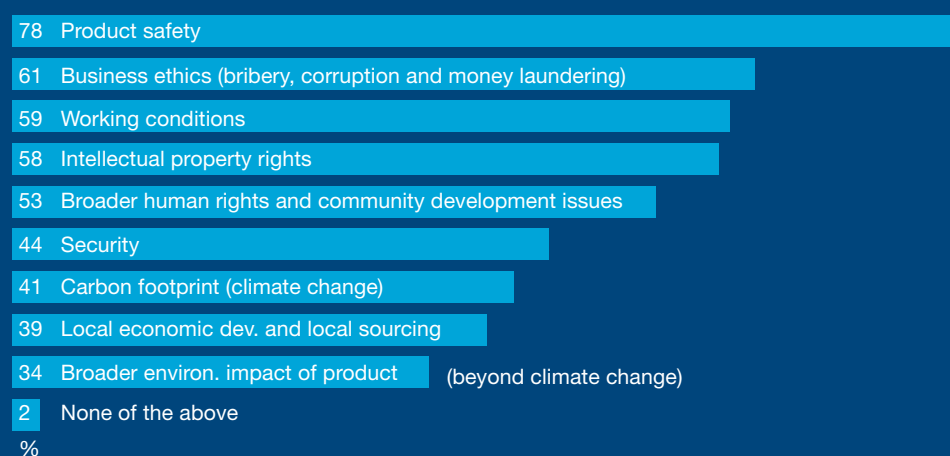 78 Product safety
61 Business ethics (bribery, corruption and money laundering)
59 Working conditions
58 Intellectual property rights
53 Broader human rights and community development issues
44 Security
41 Carbon footprint (climate change)
39 Local economic dev. and local sourcing
34 Broader environ. impact of product (beyond climate change)
2 None of the above
%